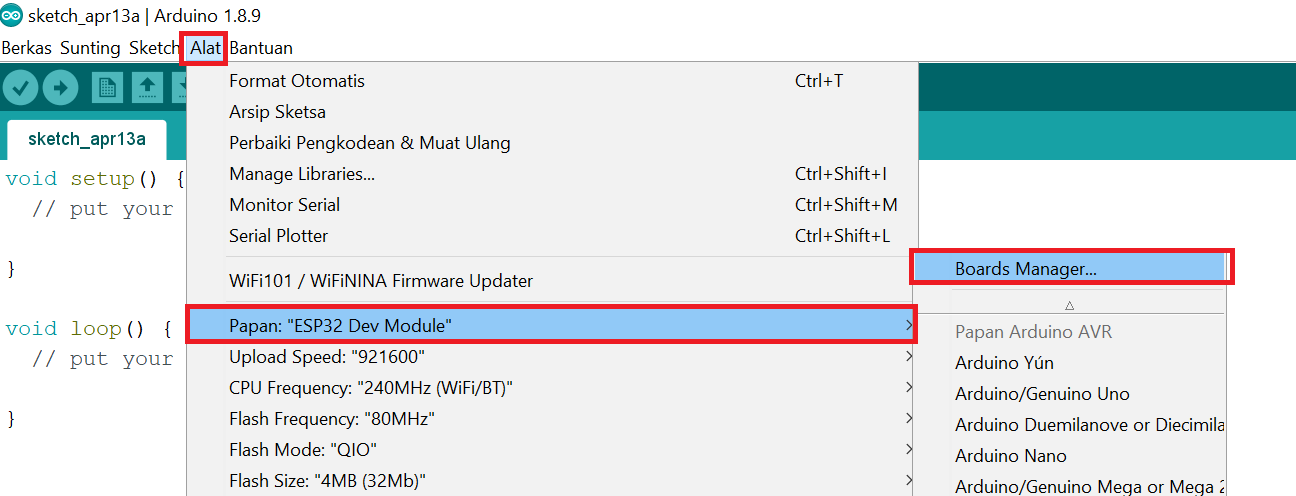 sketch_apr13a | Arduino 1.8.9
Berkas Sunting Sketch Alat Bantuan
Format Otomatis Ctrl+T
Arsip Sketsa
Perbaiki Pengkodean & Muat Ulang
Manage Libraries... Ctrl+Shift+I
Monitor Serial Ctrl+Shift+M
Serial Plotter Ctrl+Shift+L
WiFi101 / WiFiNINA Firmware Updater
Papan: "ESP32 Dev Module"
Upload Speed: "921600"
CPU Frequency: "240MHz (WiFi/BT)"
Flash Frequency: "80MHz"
Flash Mode: "QIO"
Flash Size: "4MB (32Mb)"
Boards Manager...
Papan Arduino AVR
Arduino Yún
Arduino/Genuino Uno
Arduino Duemilanove or Diecimila
Arduino Nano
Arduino/Genuino Mega or Mega 2
sketch_apr13a
void setup() {
// put your
}
void loop() {
// put your
}